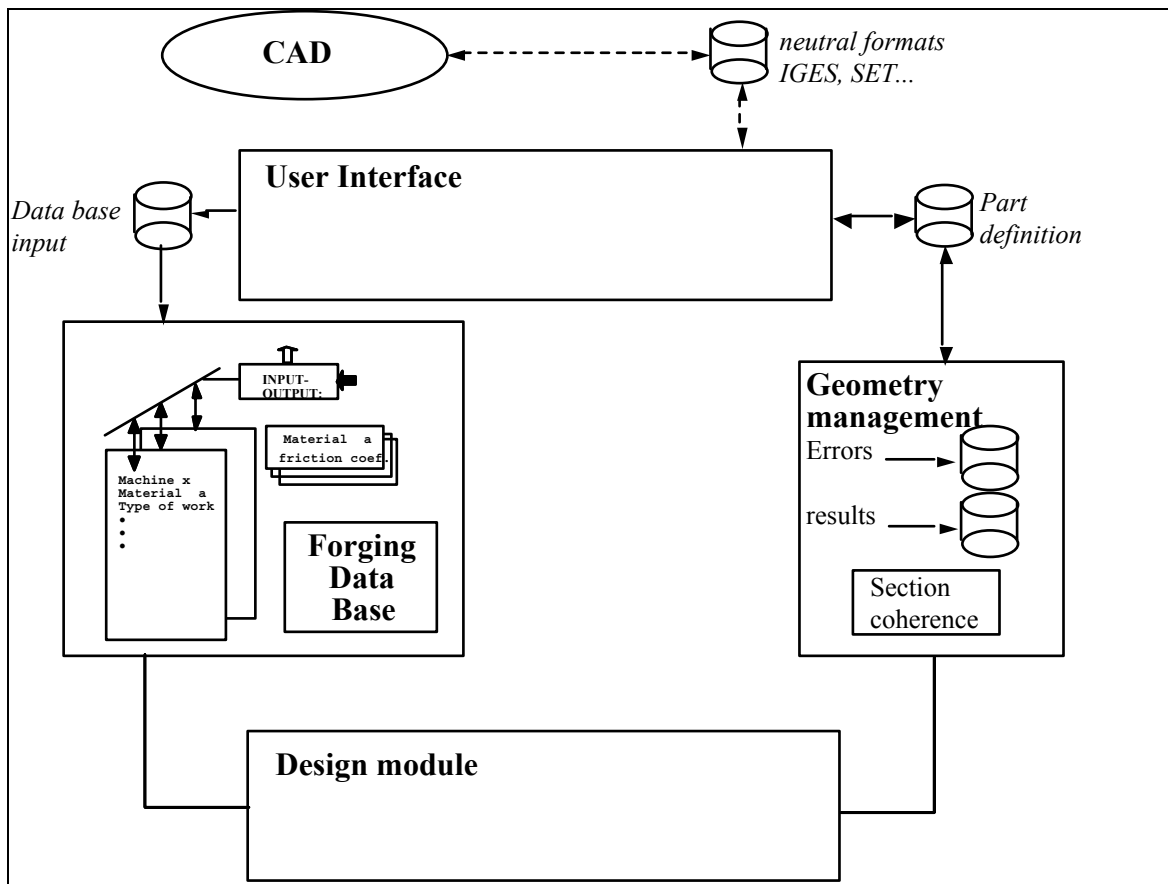 CAD
neutral formats
IGES, SET...
User Interface
Data base
input
Part
definition
INPUT-
OUTPUT:
Material a
friction coef.
Machine x
Material a
Type of work
•
•
•
Forging
Data
Base
Geometry
management
Errors
results
Section
coherence
Design module